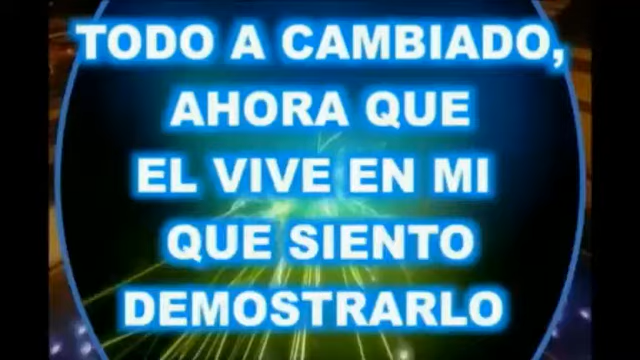 TODO A CAMBIADO,
AHORA QUE
EL VIVE EN MI
QUE SIENTO
DEMOSTRARLO